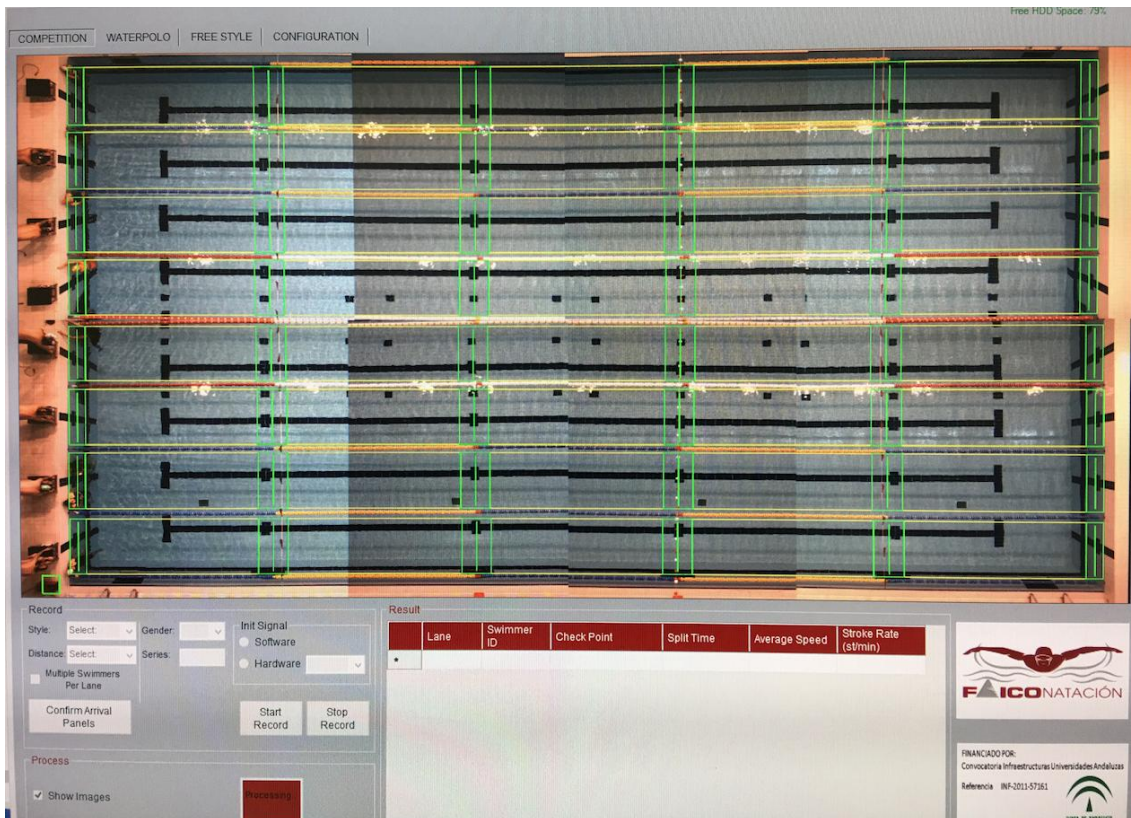 Free HDD Space: 79%
COMPETITION WATERPOLO FREE STYLE CONFIGURATION
Record
Style: Select: Gender:
Distance: Select: Series:
Multiple Swimmers
Per Lane
Confirm Arrival
Panels
Init Signal
Software
Hardware
Start
Record
Stop
Record
Process
Show Images
Processing...
Result
Lane
Swimmer
ID
Check Point
Split Time
Average Speed
Stroke Rate
(st/min)
*
FAICONATACIÓN
FINANCIADO POR:
Convocatoria Infraestructuras Universidades Andaluzas
Referencia INF-2011-57161